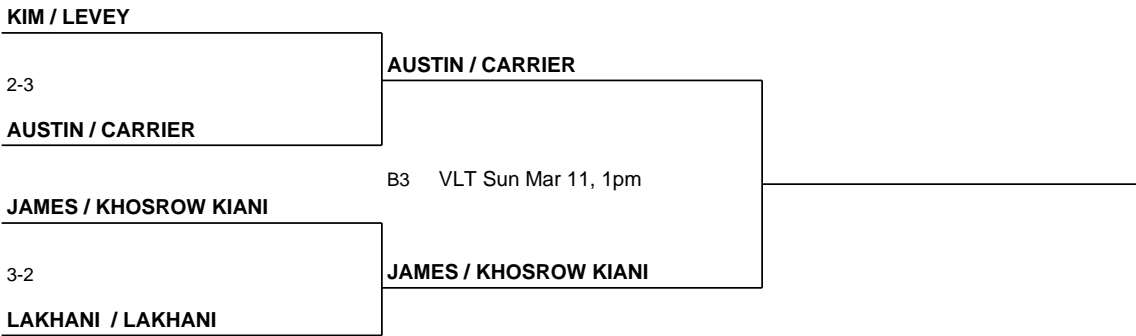 KIM / LEVEY
2-3
AUSTIN / CARRIER
AUSTIN / CARRIER
B3 VLT Sun Mar 11, 1pm
JAMES / KHOSROW KIANI
3-2
JAMES / KHOSROW KIANI
LAKHANI / LAKHANI